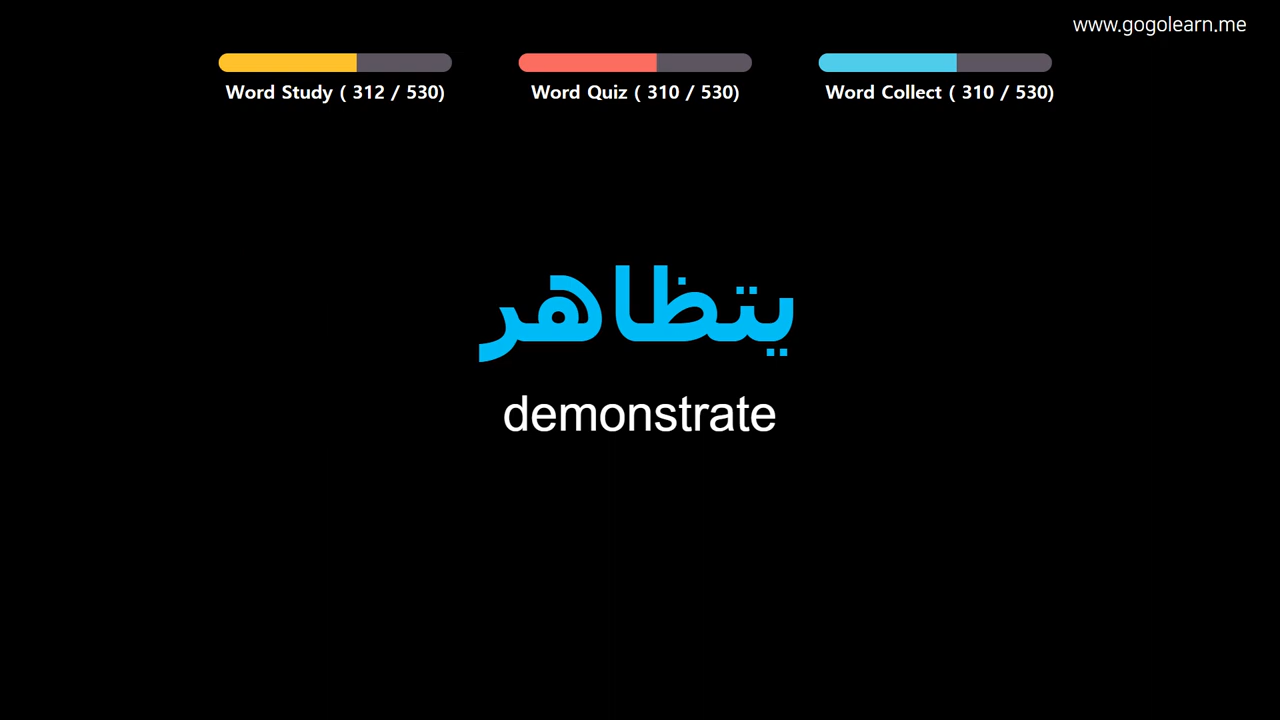 www.gogolearn.me
Word Study ( 312 / 530)
Word Quiz ( 310 / 530)
Word Collect ( 310 / 530)
يتظاهر
demonstrate